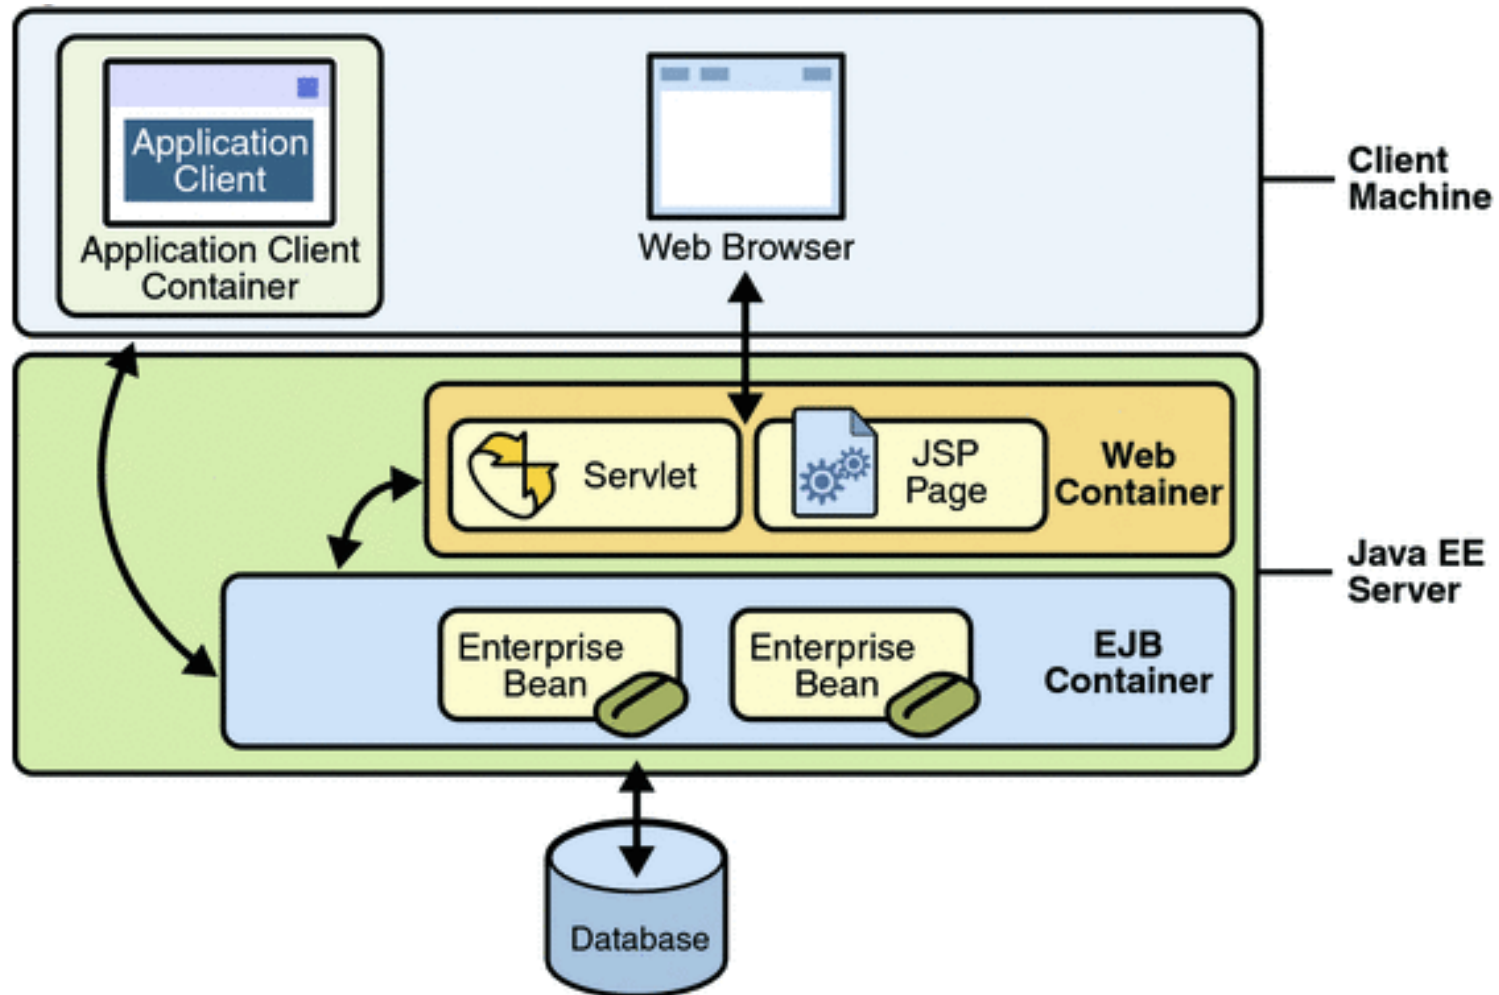 Application
Client
Application Client
Container
Web Browser
Client
Machine
Servlet
JSP
Page
Web
Container
Java EE
Server
Enterprise
Bean
Enterprise
Bean
EJB
Container
Database